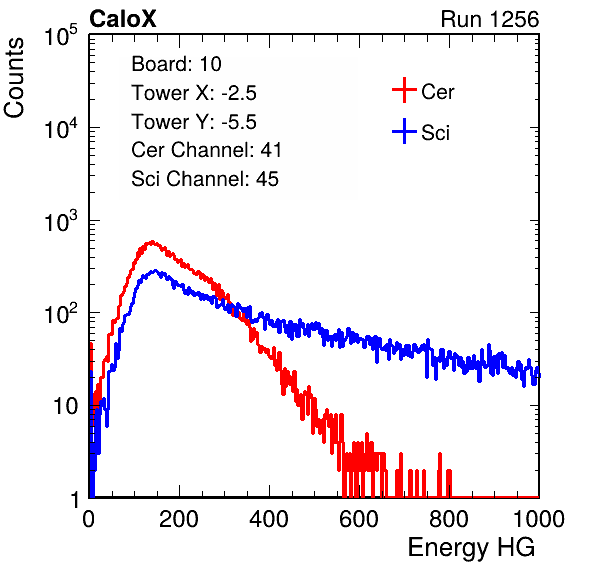 CaloX Run 1256
Counts
Board: 10
Tower X: -2.5
Tower Y: -5.5
Cer Channel: 41
Sci Channel: 45
Cer
Sci
10^5
10^4
10^3
10^2
10
1
0 200 400 600 800 1000
Energy HG